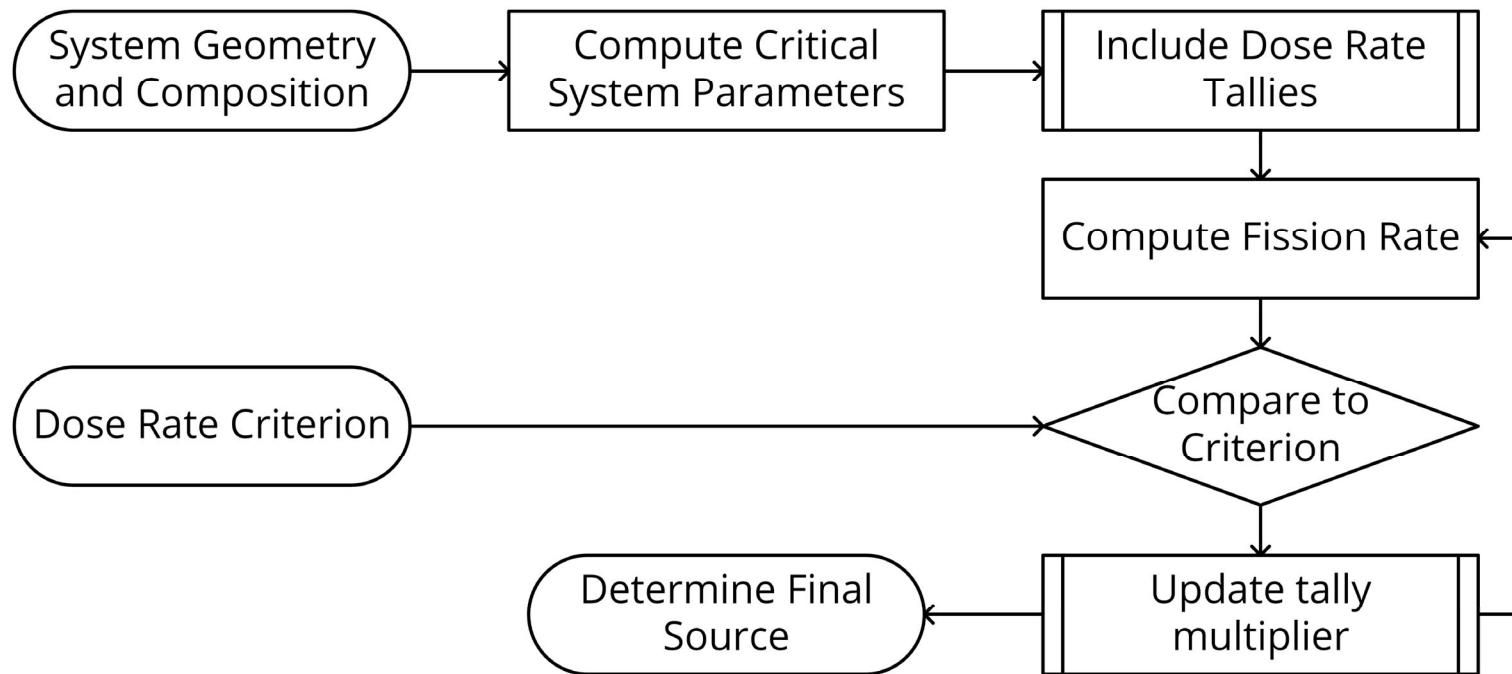 System Geometry
and Composition
Compute Critical
System Parameters
Include Dose Rate
Tallies
Compute Fission Rate
Dose Rate Criterion
Compare to
Criterion
Determine Final
Source
Update tally
multiplier